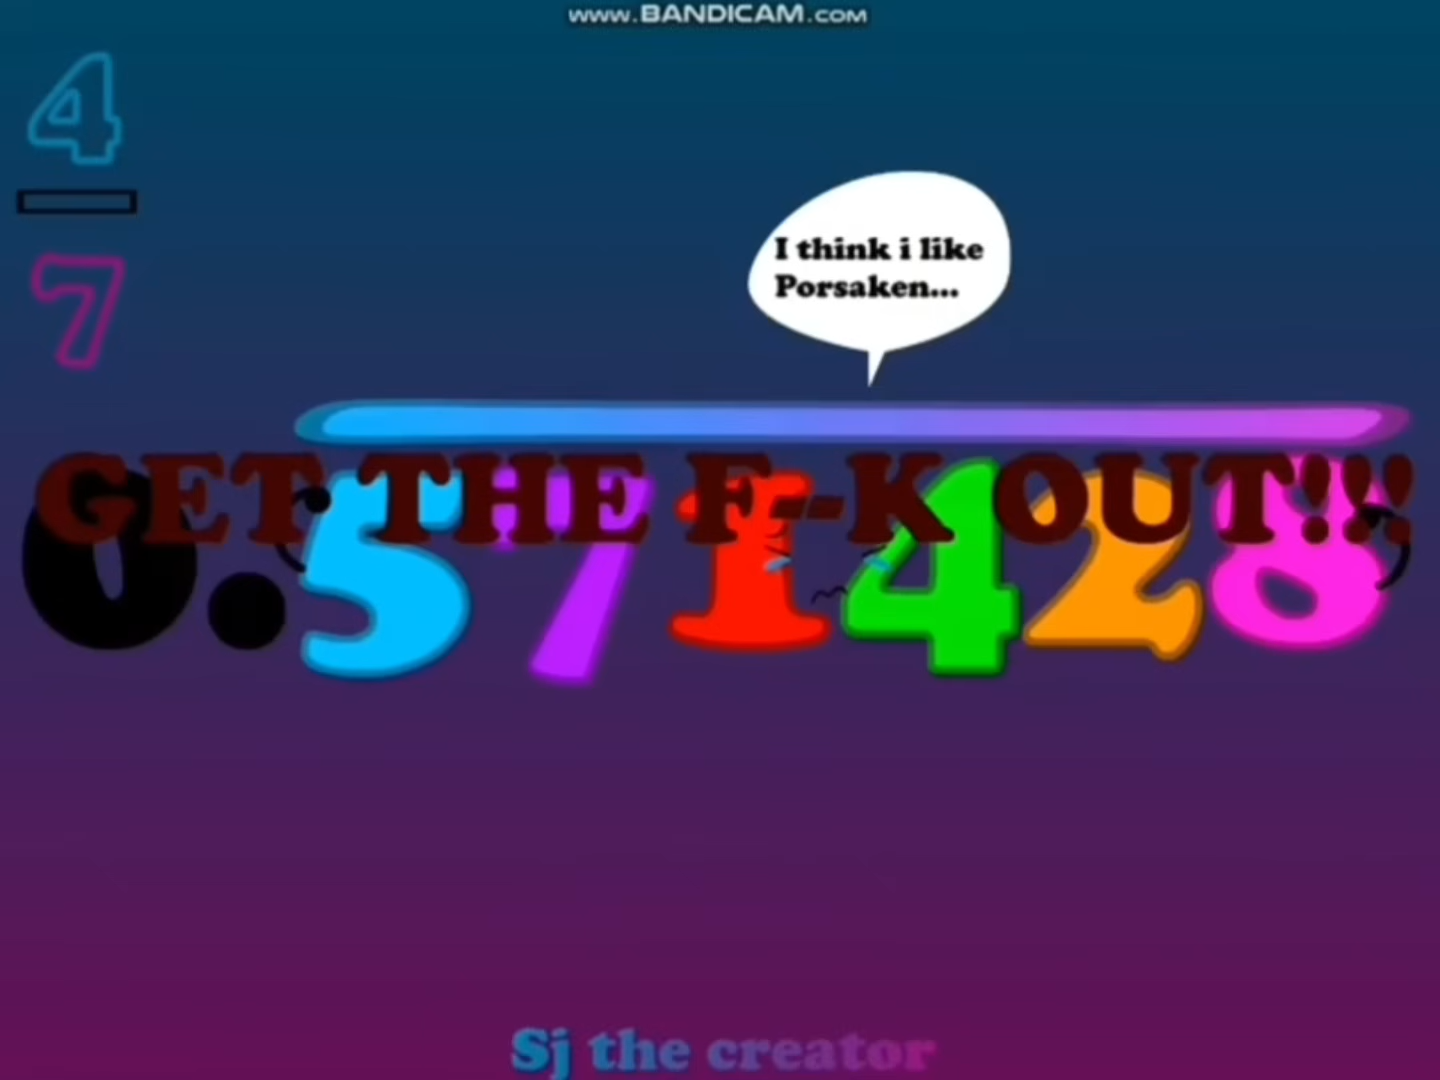 www.BANDICAM.com
4
7
I think i like
Porsaken...
GET THE F--K OUT!!!
0.571428
Sj the creator